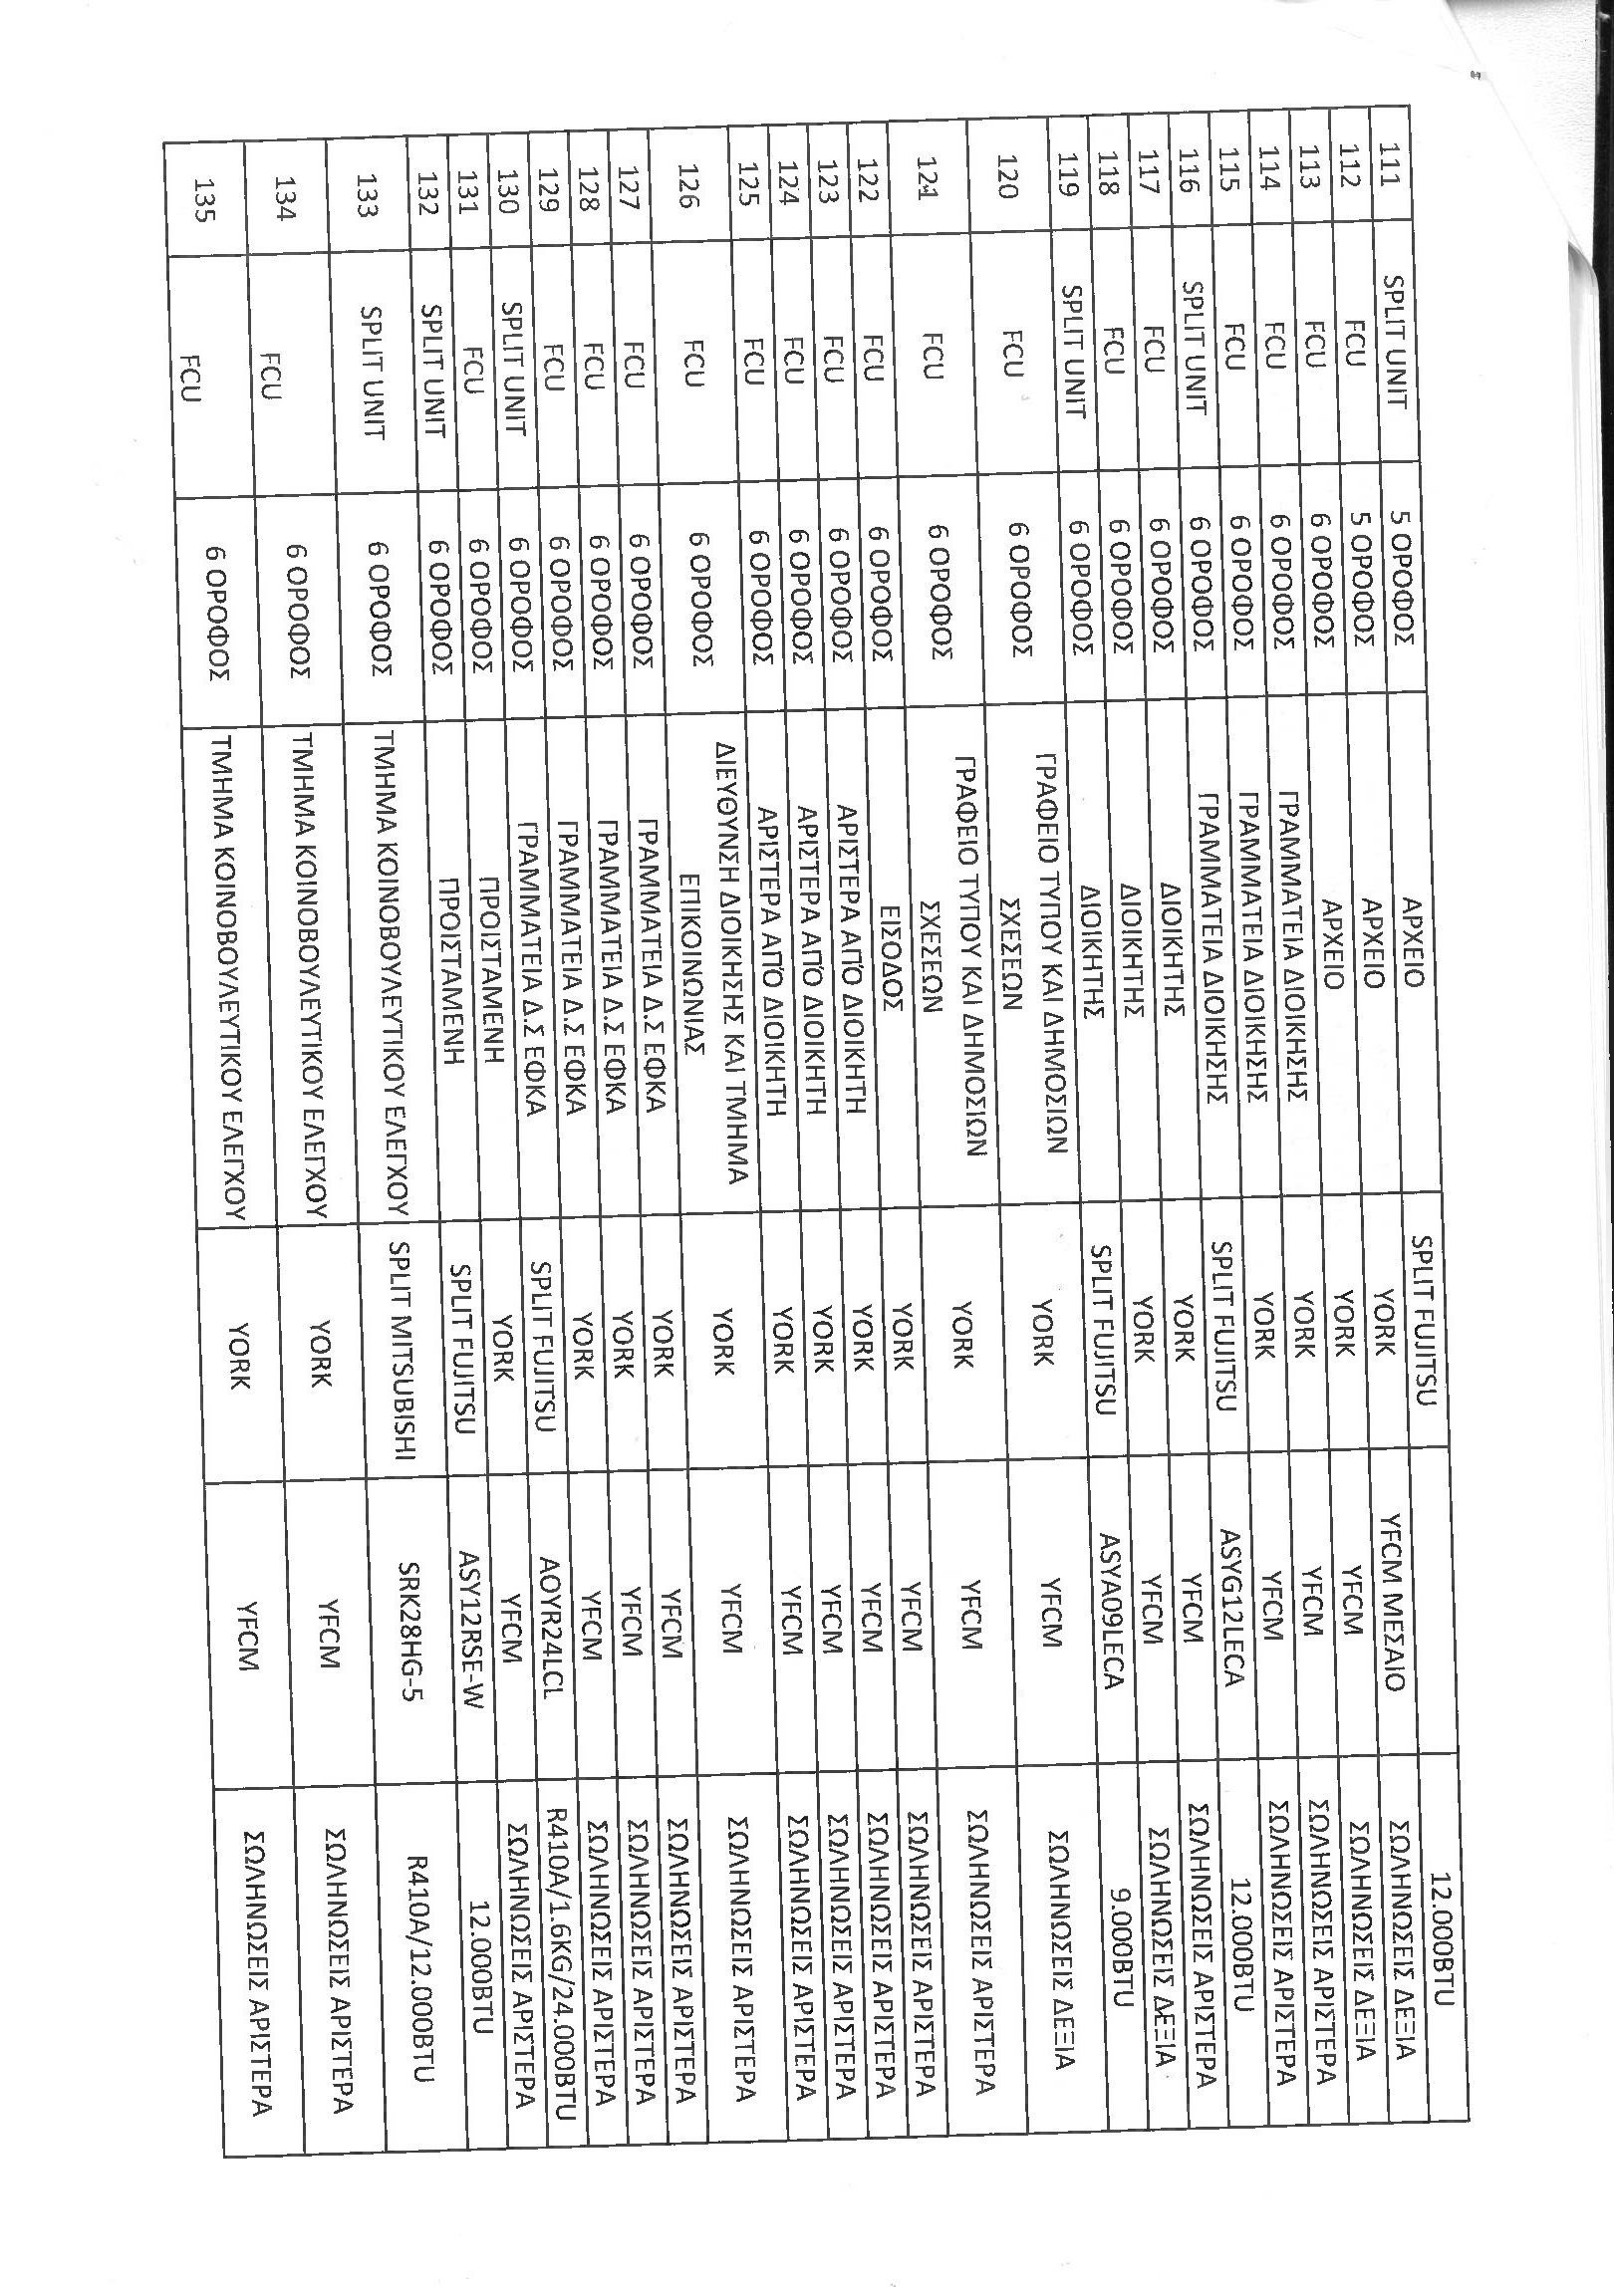 111 SPLIT UNIT 5 ΟΡΟΦΟΣ ΑΡΧΕΙΟ SPLIT FUJITSU 12.000BTU
112 FCU 5 ΟΡΟΦΟΣ ΑΡΧΕΙΟ YORK YFCM ΜΕΣΑΙΟ ΣΩΛΗΝΩΣΕΙΣ ΔΕΞΙΑ
113 FCU 6 ΟΡΟΦΟΣ ΑΡΧΕΙΟ YORK YFCM ΣΩΛΗΝΩΣΕΙΣ ΔΕΞΙΑ
114 FCU 6 ΟΡΟΦΟΣ ΓΡΑΜΜΑΤΕΙΑ ΔΙΟΙΚΗΣΗΣ YORK YFCM ΣΩΛΗΝΩΣΕΙΣ ΑΡΙΣΤΕΡΑ
115 FCU 6 ΟΡΟΦΟΣ ΓΡΑΜΜΑΤΕΙΑ ΔΙΟΙΚΗΣΗΣ YORK YFCM ΣΩΛΗΝΩΣΕΙΣ ΑΡΙΣΤΕΡΑ
116 SPLIT UNIT 6 ΟΡΟΦΟΣ ΓΡΑΜΜΑΤΕΙΑ ΔΙΟΙΚΗΣΗΣ SPLIT FUJITSU ASYG12LECA 12.000BTU
117 FCU 6 ΟΡΟΦΟΣ ΔΙΟΙΚΗΤΗΣ YORK YFCM ΣΩΛΗΝΩΣΕΙΣ ΑΡΙΣΤΕΡΑ
118 FCU 6 ΟΡΟΦΟΣ ΔΙΟΙΚΗΤΗΣ YORK YFCM ΣΩΛΗΝΩΣΕΙΣ ΔΕΞΙΑ
119 SPLIT UNIT 6 ΟΡΟΦΟΣ ΔΙΟΙΚΗΤΗΣ SPLIT FUJITSU ASYA09LECA 9.000BTU
120 FCU 6 ΟΡΟΦΟΣ ΓΡΑΦΕΙΟ ΤΥΠΟΥ ΚΑΙ ΔΗΜΟΣΙΩΝ
ΣΧΕΣΕΩΝ YORK YFCM ΣΩΛΗΝΩΣΕΙΣ ΔΕΞΙΑ
121 FCU 6 ΟΡΟΦΟΣ ΓΡΑΦΕΙΟ ΤΥΠΟΥ ΚΑΙ ΔΗΜΟΣΙΩΝ
ΣΧΕΣΕΩΝ YORK YFCM ΣΩΛΗΝΩΣΕΙΣ ΑΡΙΣΤΕΡΑ
122 FCU 6 ΟΡΟΦΟΣ ΕΙΣΟΔΟΣ YORK YFCM ΣΩΛΗΝΩΣΕΙΣ ΑΡΙΣΤΕΡΑ
123 FCU 6 ΟΡΟΦΟΣ ΑΡΙΣΤΕΡΑ ΑΠΌ ΔΙΟΙΚΗΤΗ YORK YFCM ΣΩΛΗΝΩΣΕΙΣ ΑΡΙΣΤΕΡΑ
124 FCU 6 ΟΡΟΦΟΣ ΑΡΙΣΤΕΡΑ ΑΠΌ ΔΙΟΙΚΗΤΗ YORK YFCM ΣΩΛΗΝΩΣΕΙΣ ΑΡΙΣΤΕΡΑ
125 FCU 6 ΟΡΟΦΟΣ ΑΡΙΣΤΕΡΑ ΑΠΌ ΔΙΟΙΚΗΤΗ YORK YFCM ΣΩΛΗΝΩΣΕΙΣ ΑΡΙΣΤΕΡΑ
126 FCU 6 ΟΡΟΦΟΣ ΔΙΕΥΘΥΝΣΗ ΔΙΟΙΚΗΣΗΣ ΚΑΙ ΤΜΗΜΑ
ΕΠΙΚΟΙΝΩΝΙΑΣ YORK YFCM ΣΩΛΗΝΩΣΕΙΣ ΑΡΙΣΤΕΡΑ
127 FCU 6 ΟΡΟΦΟΣ ΓΡΑΜΜΑΤΕΙΑ Δ.Σ ΕΦΚΑ YORK YFCM ΣΩΛΗΝΩΣΕΙΣ ΑΡΙΣΤΕΡΑ
128 FCU 6 ΟΡΟΦΟΣ ΓΡΑΜΜΑΤΕΙΑ Δ.Σ ΕΦΚΑ YORK YFCM ΣΩΛΗΝΩΣΕΙΣ ΑΡΙΣΤΕΡΑ
129 FCU 6 ΟΡΟΦΟΣ ΓΡΑΜΜΑΤΕΙΑ Δ.Σ ΕΦΚΑ YORK YFCM ΣΩΛΗΝΩΣΕΙΣ ΑΡΙΣΤΕΡΑ
130 SPLIT UNIT 6 ΟΡΟΦΟΣ ΓΡΑΜΜΑΤΕΙΑ Δ.Σ ΕΦΚΑ SPLIT FUJITSU AOYR24LCL R410A/1.6KG/24.000BTU
131 FCU 6 ΟΡΟΦΟΣ ΠΡΟΙΣΤΑΜΕΝΗ YORK YFCM ΣΩΛΗΝΩΣΕΙΣ ΑΡΙΣΤΕΡΑ
132 SPLIT UNIT 6 ΟΡΟΦΟΣ ΠΡΟΙΣΤΑΜΕΝΗ SPLIT FUJITSU ASY12RSE-W 12.000BTU
133 SPLIT UNIT 6 ΟΡΟΦΟΣ ΤΜΗΜΑ ΚΟΙΝΟΒΟΥΛΕΥΤΙΚΟΥ ΕΛΕΓΧΟΥ SPLIT MITSUBISHI SRK28HG-5 R410A/12.000BTU
134 FCU 6 ΟΡΟΦΟΣ ΤΜΗΜΑ ΚΟΙΝΟΒΟΥΛΕΥΤΙΚΟΥ ΕΛΕΓΧΟΥ YORK YFCM ΣΩΛΗΝΩΣΕΙΣ ΑΡΙΣΤΕΡΑ
135 FCU 6 ΟΡΟΦΟΣ ΤΜΗΜΑ ΚΟΙΝΟΒΟΥΛΕΥΤΙΚΟΥ ΕΛΕΓΧΟΥ YORK YFCM ΣΩΛΗΝΩΣΕΙΣ ΑΡΙΣΤΕΡΑ